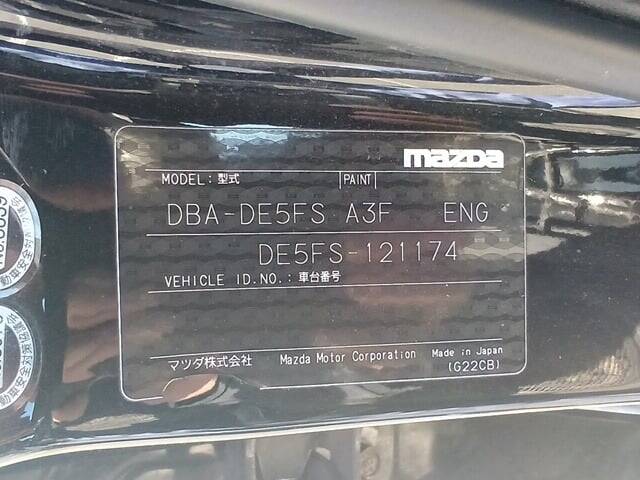 mazda
MODEL:型式 PAINT
DBA-DE5FS A3F ENG
DE5FS-121174
VEHICLE ID.NO.:車台番号
マツダ株式会社 Mazda Motor Corporation Made in Japan
(G22CB)